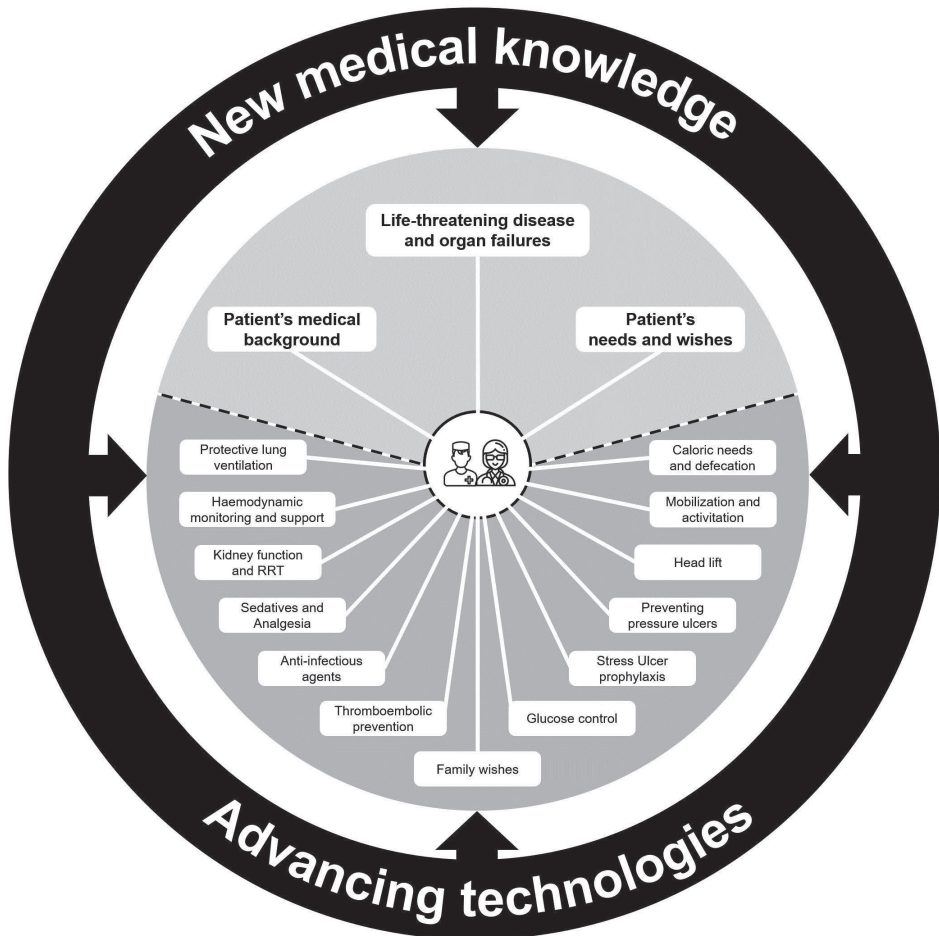 New medical knowledge
Life-threatening disease
and organ failures
Patient’s medical
background
Patient’s
needs and wishes
Protective lung
ventilation
Caloric needs
and defecation
Haemodynamic
monitoring and support
Mobilization and
activitation
Kidney function
and RRT
Head lift
Sedatives and
Analgesia
Preventing
pressure ulcers
Anti-infectious
agents
Stress Ulcer
prophylaxis
Thromboembolic
prevention
Glucose control
Family wishes
Advancing technologies